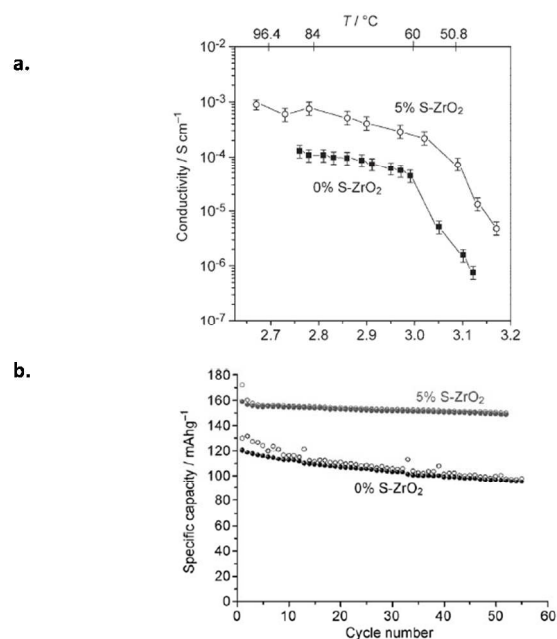 a.
T / °C
96.4 84 60 50.8
10⁻²
10⁻³
10⁻⁴
10⁻⁵
10⁻⁶
10⁻⁷
Conductivity / S cm⁻¹
5% S-ZrO₂
0% S-ZrO₂
2.7 2.8 2.9 3.0 3.1 3.2
b.
180
160
140
120
100
80
60
40
20
0
Specific capacity / mAhg⁻¹
5% S-ZrO₂
0% S-ZrO₂
0 10 20 30 40 50 60
Cycle number